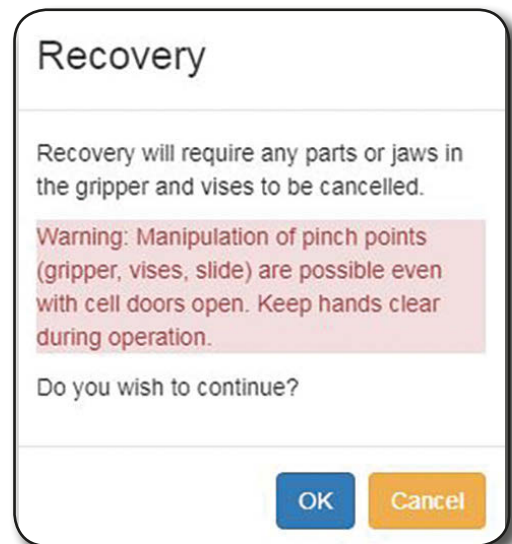 Recovery
Recovery will require any parts or jaws in
the gripper and vises to be cancelled.
Warning: Manipulation of pinch points
(gripper, vises, slide) are possible even
with cell doors open. Keep hands clear
during operation.
Do you wish to continue?
OK
Cancel